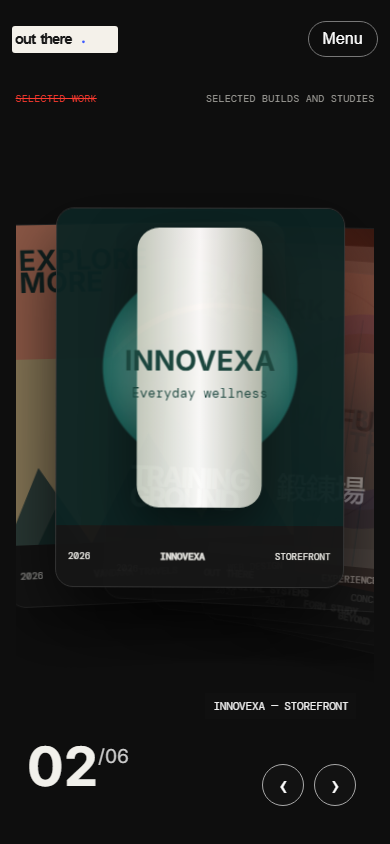 out there .
Menu
SELECTED WORK
SELECTED BUILDS AND STUDIES
EXPLORE
MORE
INNOVEXA
Everyday wellness
TRAINING
GROUND
鍛錬場
2026
INNOVEXA
STOREFRONT
2026
INNOVEXA — STOREFRONT
02/06
‹
›